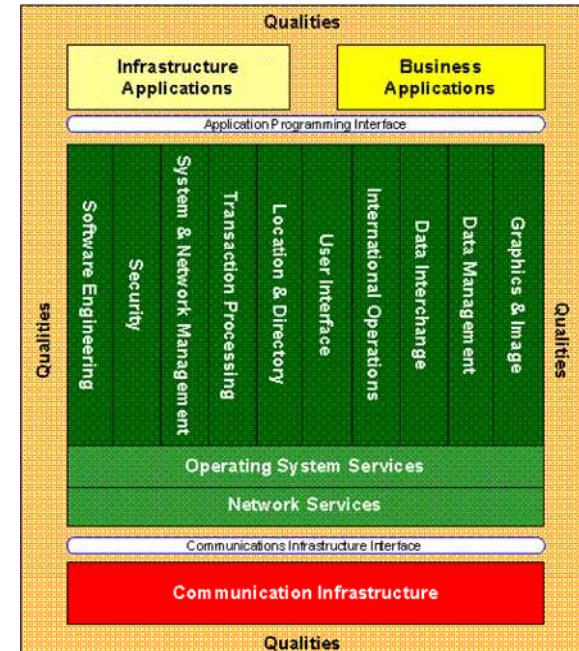 Qualities
Infrastructure
Applications
Business
Applications
Application Programming Interface
Qualities
Software Engineering
Security
System & Network Management
Transaction Processing
Location & Directory
User Interface
International Operations
Data Interchange
Data Management
Graphics & Image
Qualities
Operating System Services
Network Services
Communications Infrastructure Interface
Communication Infrastructure
Qualities